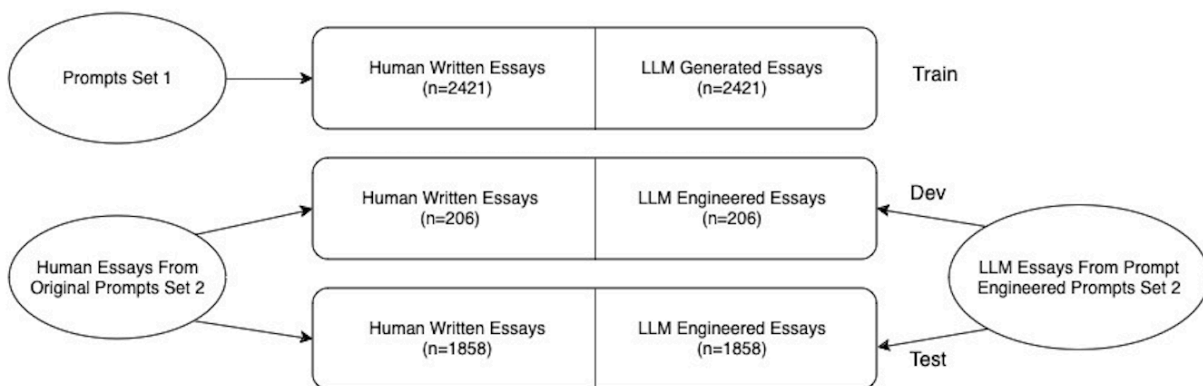 Prompts Set 1
Human Written Essays
(n=2421)
LLM Generated Essays
(n=2421)
Train
Human Written Essays
(n=206)
LLM Engineered Essays
(n=206)
Dev
Human Essays From
Original Prompts Set 2
LLM Essays From Prompt
Engineered Prompts Set 2
Human Written Essays
(n=1858)
LLM Engineered Essays
(n=1858)
Test